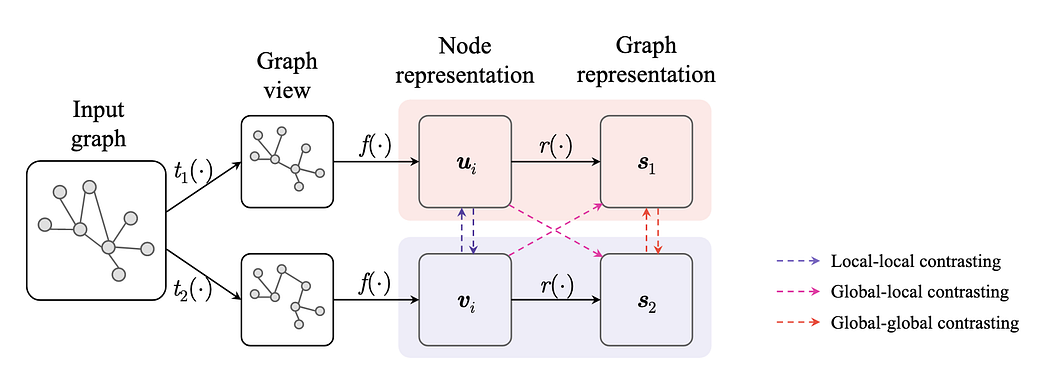 Input
graph
Graph
view
Node
representation
Graph
representation
t₁(·)
f(·)
uᵢ
r(·)
s₁
t₂(·)
f(·)
vᵢ
r(·)
s₂
Local-local contrasting
Global-local contrasting
Global-global contrasting